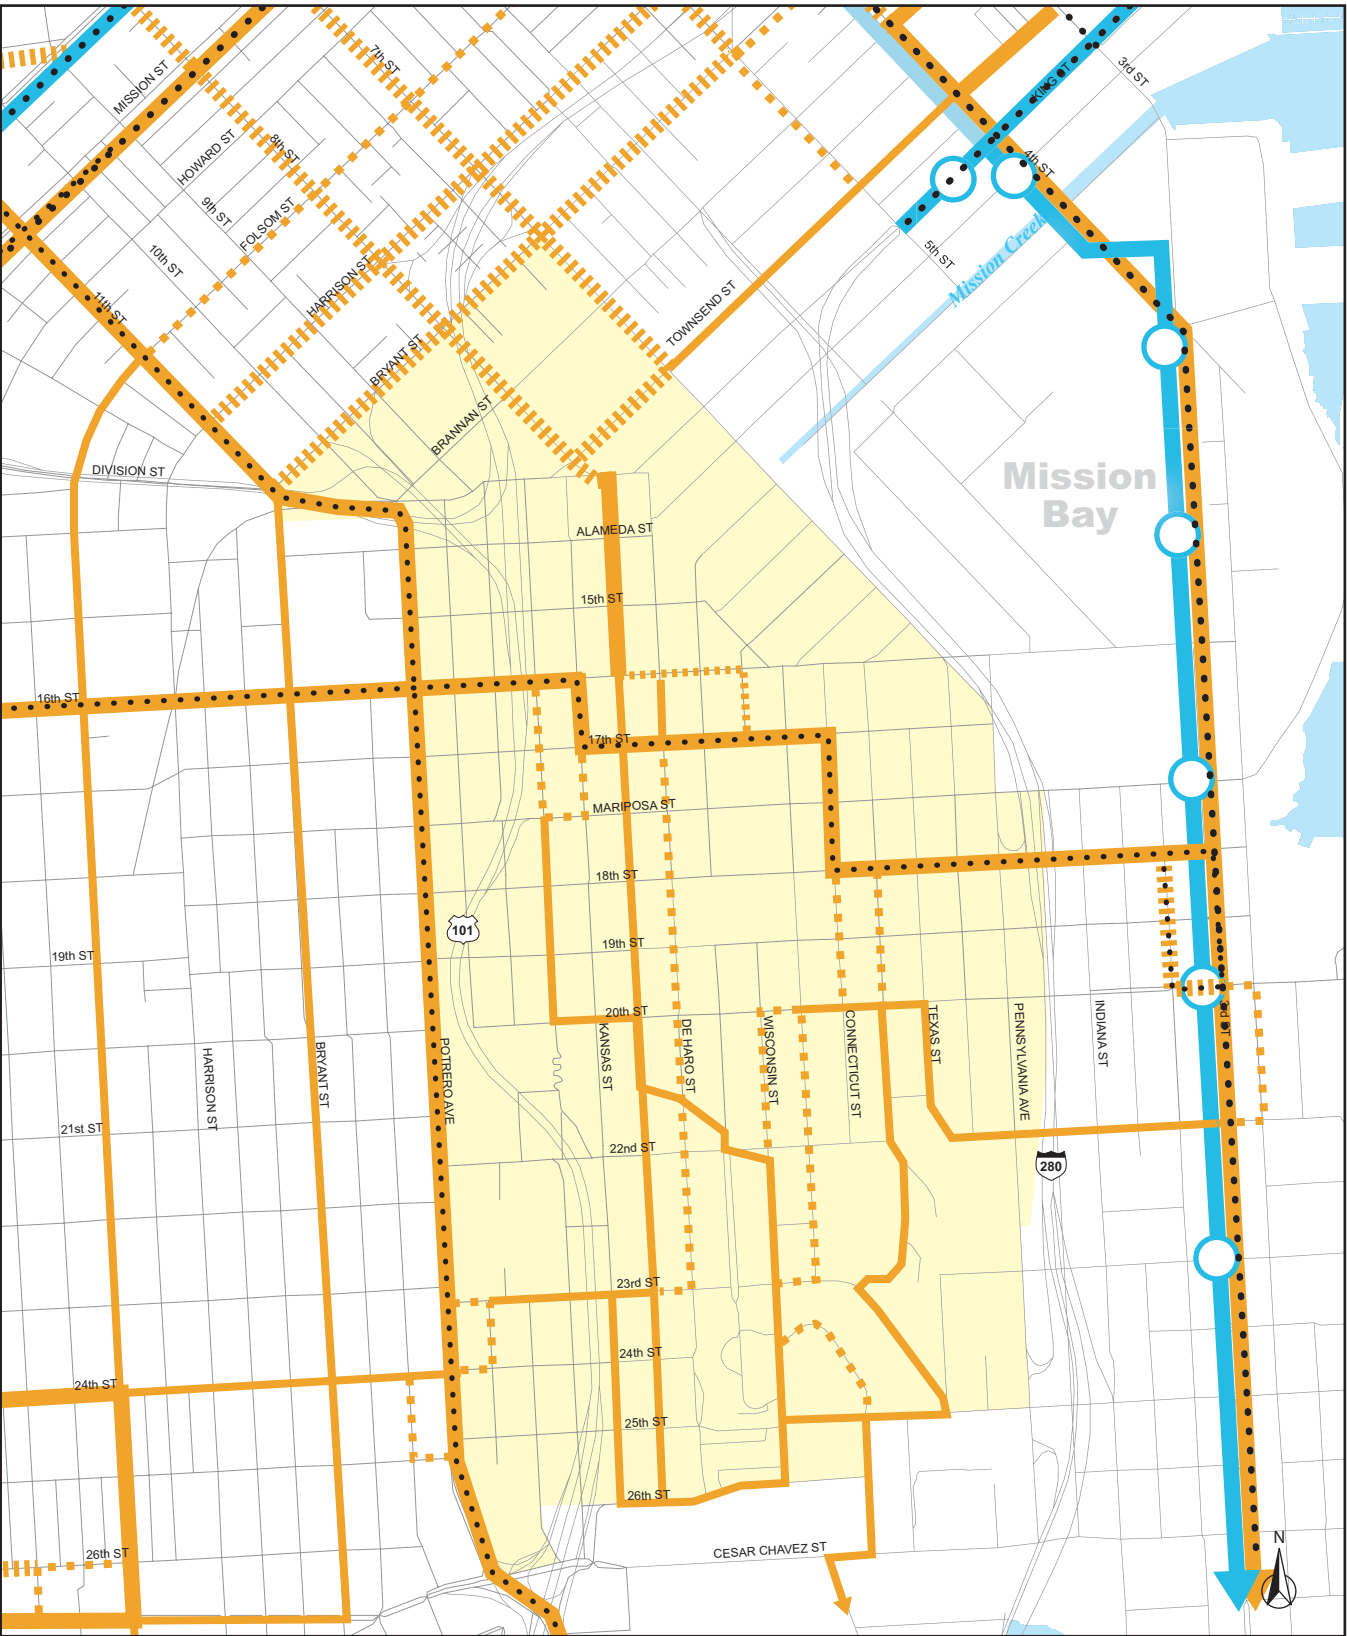 MISSION ST
7th ST
3rd ST
KING ST
HOWARD ST
8th ST
4th ST
9th ST
FOLSOM ST
10th ST
5th ST
Mission Creek
HARRISON ST
11th ST
TOWNSEND ST
BRYANT ST
BRANNAN ST
DIVISION ST
Mission
Bay
ALAMEDA ST
15th ST
16th ST
17th ST
MARIPOSA ST
18th ST
101
19th ST
19th ST
20th ST
3rd ST
HARRISON ST
BRYANT ST
POTRERO AVE
KANSAS ST
DE HARO ST
WISCONSIN ST
CONNECTICUT ST
TEXAS ST
PENNSYLVANIA AVE
INDIANA ST
21st ST
22nd ST
280
23rd ST
24th ST
24th ST
25th ST
26th ST
26th ST
CESAR CHAVEZ ST
N